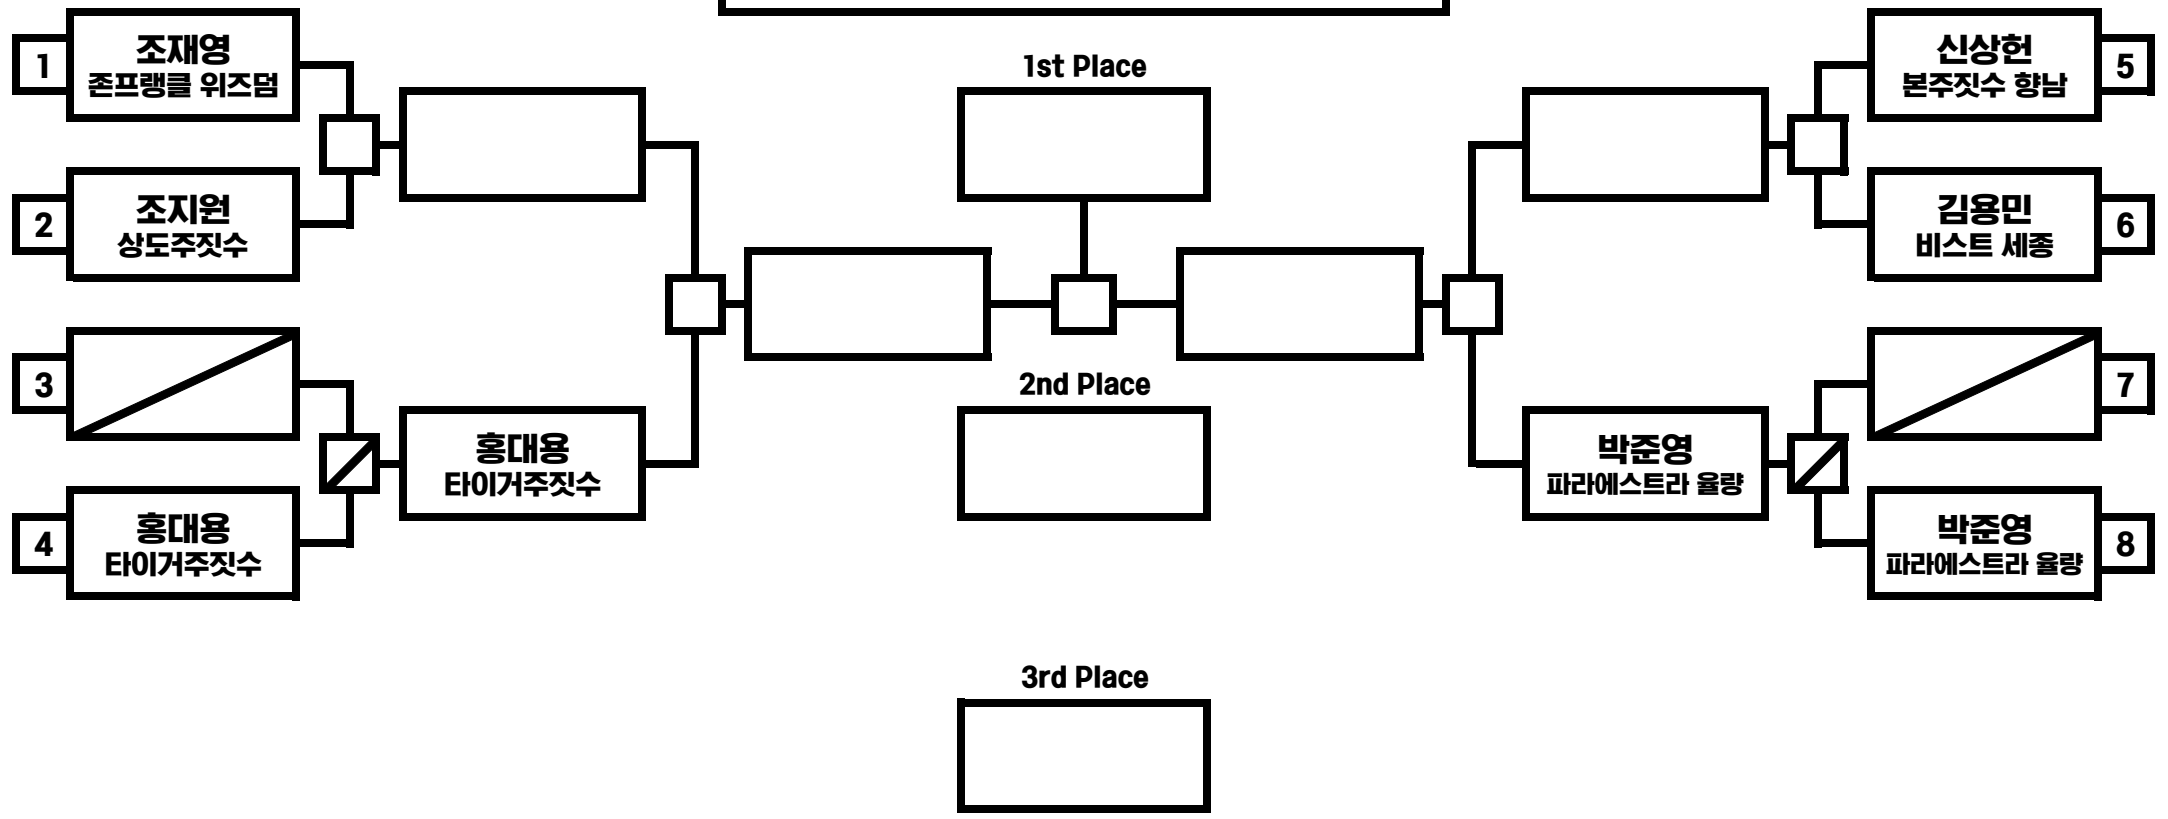 1
조재영
존프랭클 위즈덤
2
조지원
상도주짓수
3
4
홍대용
타이거주짓수
홍대용
타이거주짓수
1st Place
2nd Place
3rd Place
박준영
파라에스트라 율량
신상헌
본주짓수 향남
5
김용민
비스트 세종
6
7
박준영
파라에스트라 율량
8